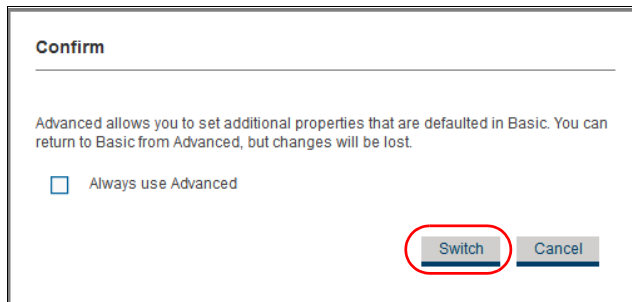 Confirm
Advanced allows you to set additional properties that are defaulted in Basic. You can
return to Basic from Advanced, but changes will be lost.
Always use Advanced
Switch Cancel